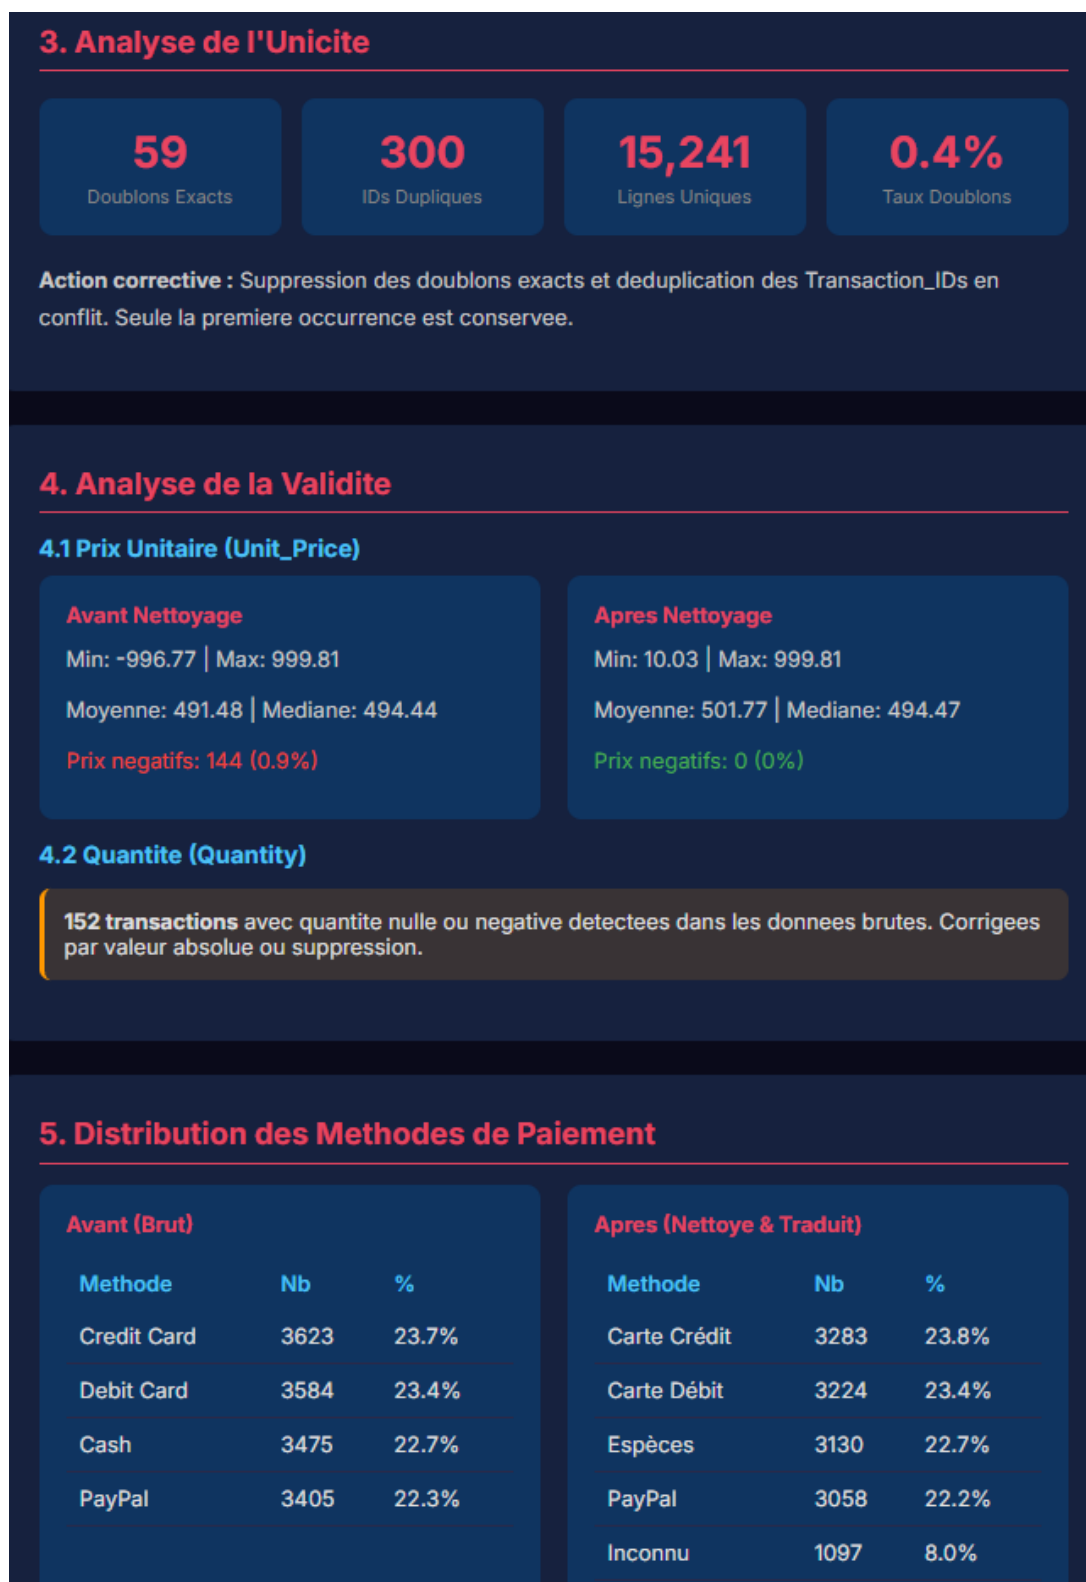 3. Analyse de l'Unicite
59
Doublons Exacts
300
IDs Dupliques
15,241
Lignes Uniques
0.4%
Taux Doublons
Action corrective : Suppression des doublons exacts et deduplication des Transaction_IDs en
conflit. Seule la premiere occurrence est conservee.
4. Analyse de la Validite
4.1 Prix Unitaire (Unit_Price)
Avant Nettoyage
Min: -996.77 | Max: 999.81
Moyenne: 491.48 | Mediane: 494.44
Prix negatifs: 144 (0.9%)
Apres Nettoyage
Min: 10.03 | Max: 999.81
Moyenne: 501.77 | Mediane: 494.47
Prix negatifs: 0 (0%)
4.2 Quantite (Quantity)
152 transactions avec quantite nulle ou negative detectees dans les donnees brutes. Corrigees
par valeur absolue ou suppression.
5. Distribution des Methodes de Paiement
Avant (Brut)
Methode Nb %
Credit Card 3623 23.7%
Debit Card 3584 23.4%
Cash 3475 22.7%
PayPal 3405 22.3%
Apres (Nettoye & Traduit)
Methode Nb %
Carte Crédit 3283 23.8%
Carte Débit 3224 23.4%
Espèces 3130 22.7%
PayPal 3058 22.2%
Inconnu 1097 8.0%